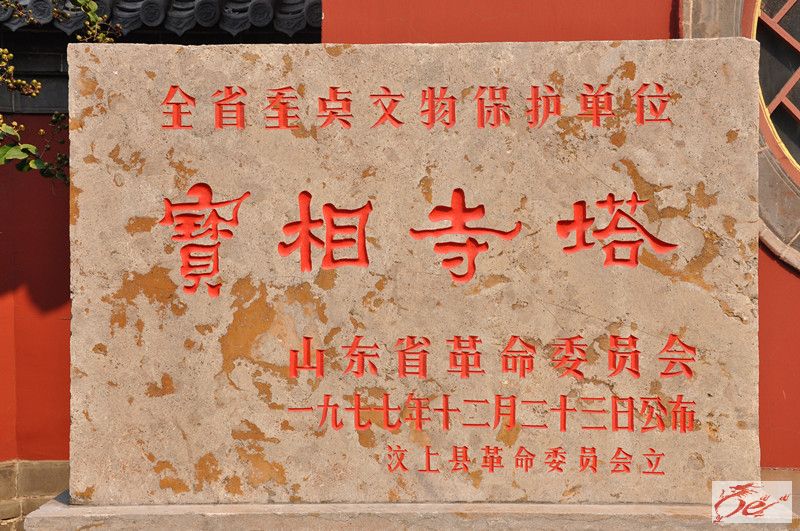 全省重点文物保护单位
寶相寺塔
山东省革命委员会
一九七七年十二月二十三日公布
汶上县革命委员会立